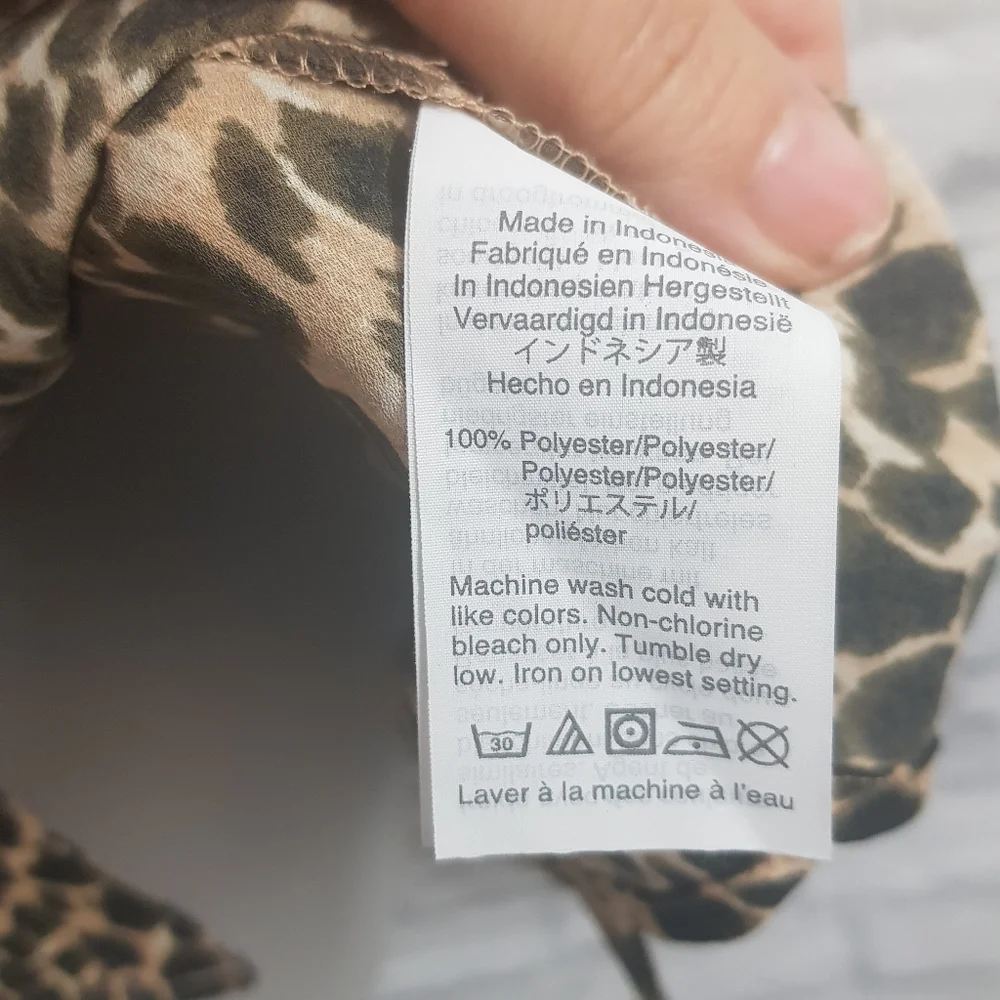 Made in
Fabriqué en Indonésie
In Indonesien Hergestellt
Vervaardigd in Indonesië
インドネシア製
Hecho en Indonesia
100% Polyester/Polyester/
Polyester/Polyester/
ポリエステル/
poliéster
Machine wash cold with
like colors. Non-chlorine
bleach only. Tumble dry
low. Iron on lowest setting.
30
Laver à la machine à l'eau